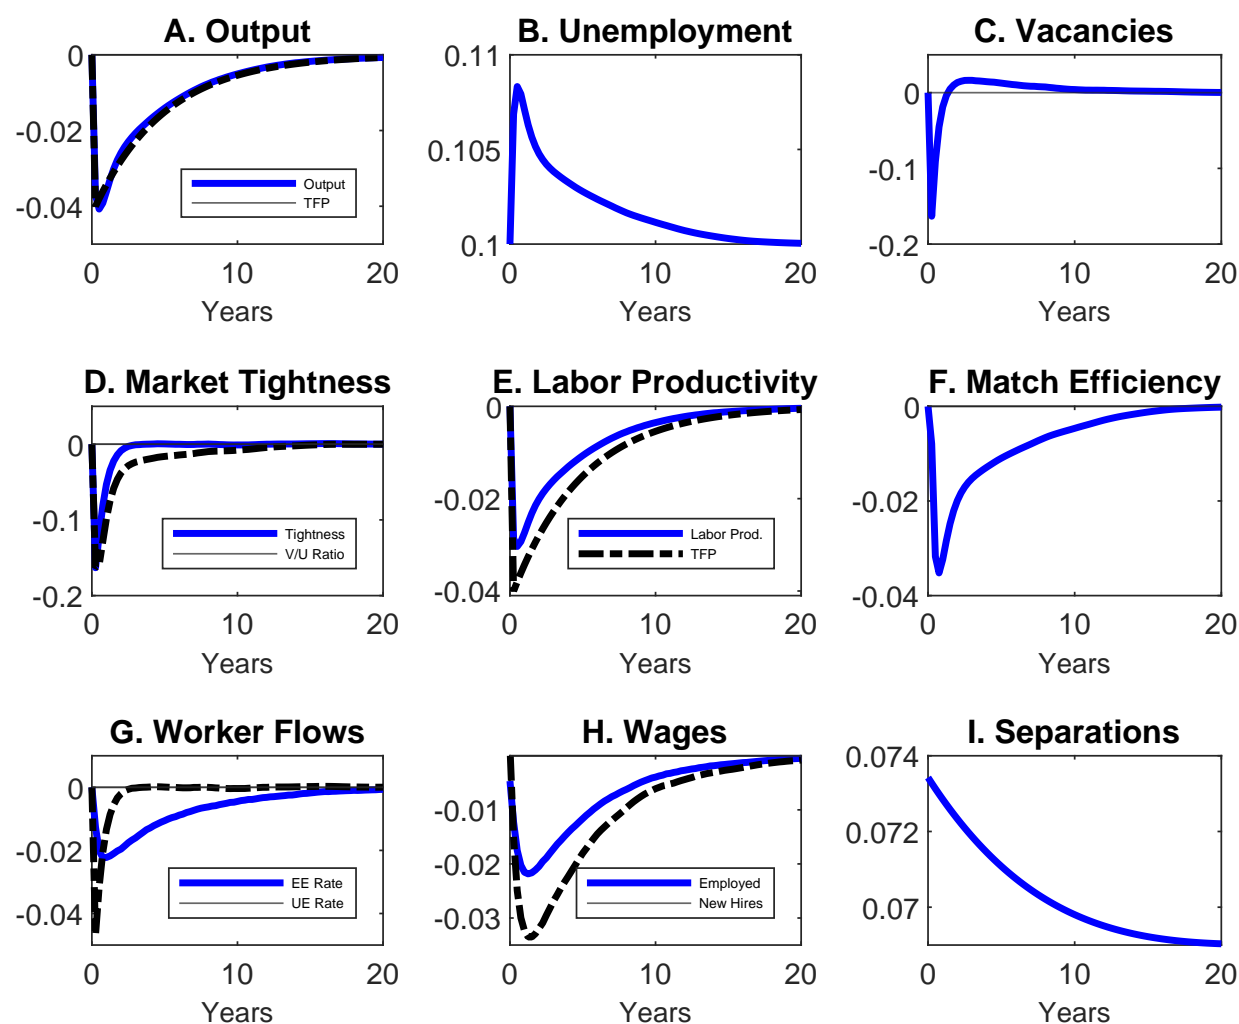 A. Output
0
-0.02
-0.04
Output
TFP
0 10 20
Years
B. Unemployment
0.11
0.105
0.1
0 10 20
Years
C. Vacancies
0
-0.1
-0.2
0 10 20
Years
D. Market Tightness
0
-0.1
-0.2
Tightness
V/U Ratio
0 10 20
Years
E. Labor Productivity
0
-0.02
-0.04
Labor Prod.
TFP
0 10 20
Years
F. Match Efficiency
0
-0.02
-0.04
0 10 20
Years
G. Worker Flows
0
-0.02
-0.04
EE Rate
UE Rate
0 10 20
Years
H. Wages
-0.01
-0.02
-0.03
Employed
New Hires
0 10 20
Years
I. Separations
0.074
0.072
0.07
0 10 20
Years